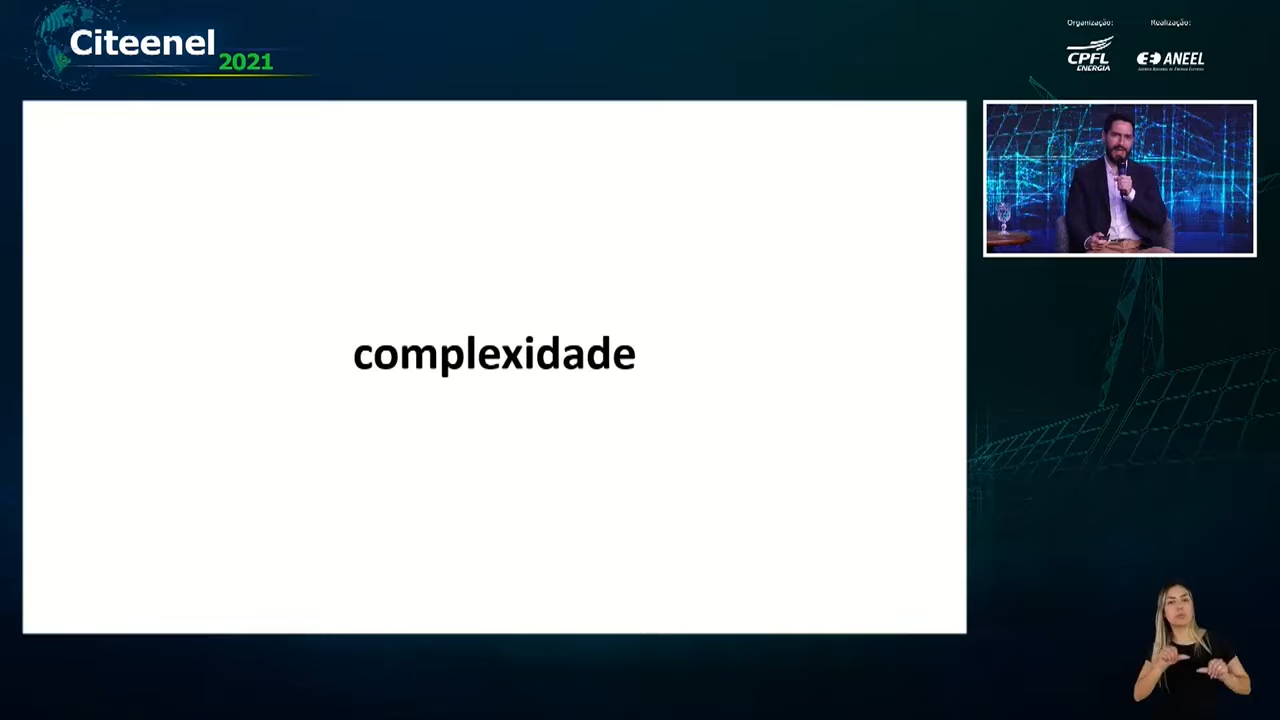 Citeenel
2021
Organização:
Realização:
CPFL
ENERGIA
ANEEL
complexidade